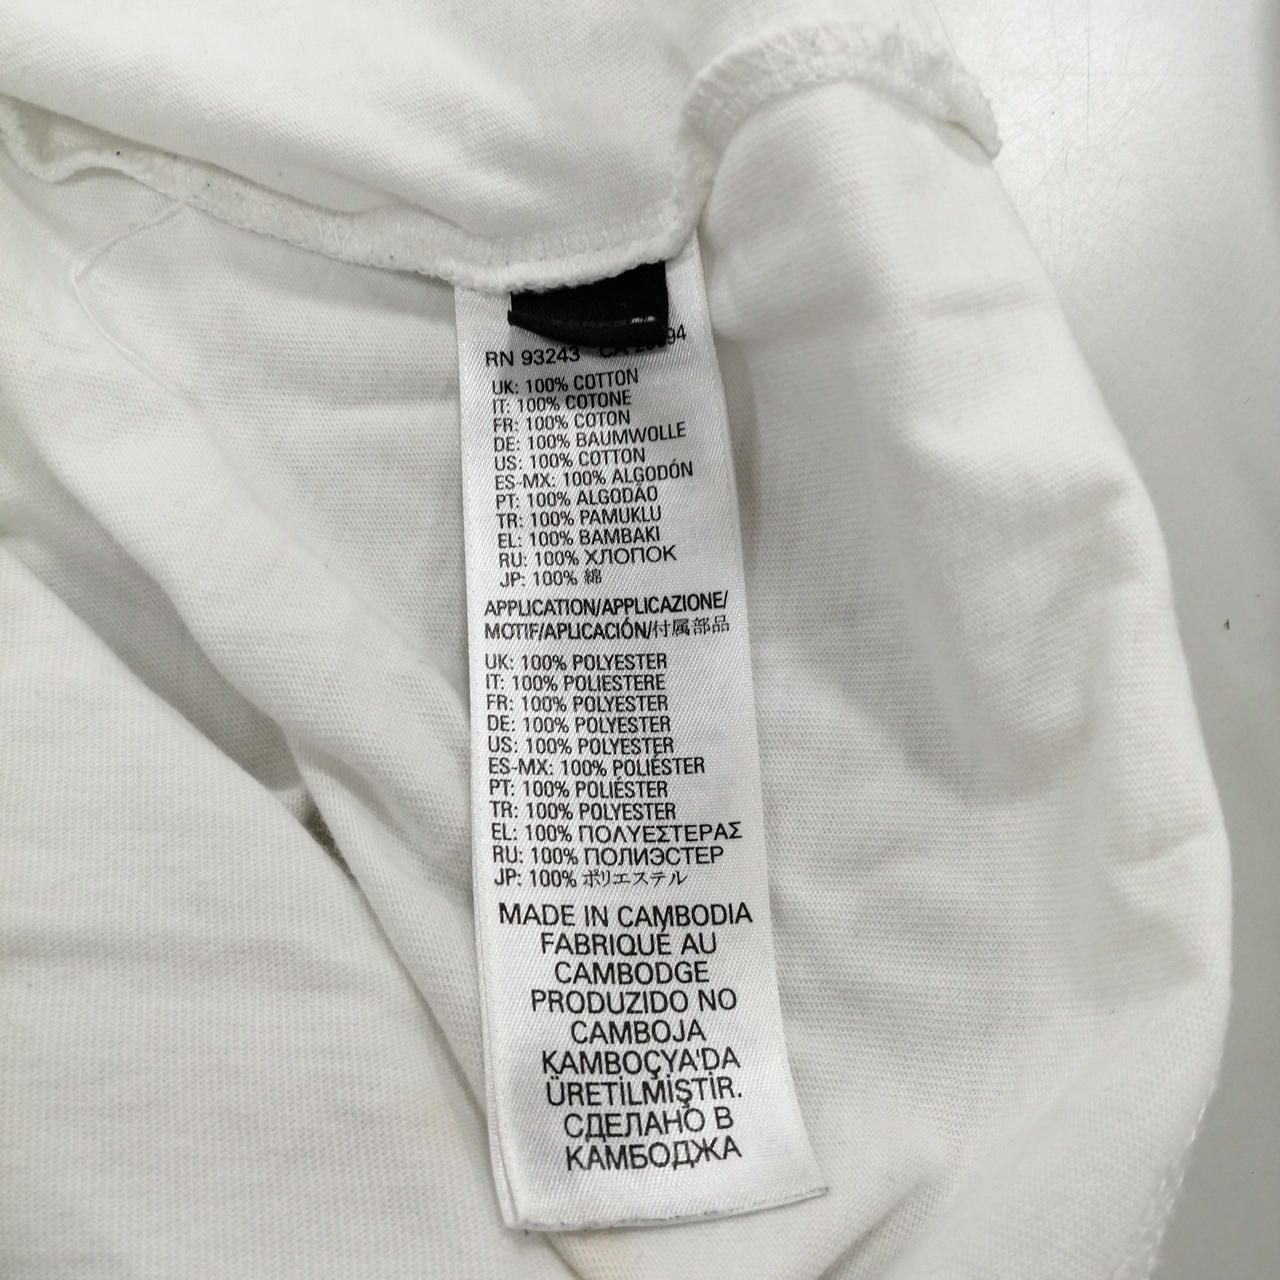 RN 93243 CA
UK: 100% COTTON
IT: 100% COTONE
FR: 100% COTON
DE: 100% BAUMWOLLE
US: 100% COTTON
ES-MX: 100% ALGODÓN
PT: 100% ALGODÃO
TR: 100% PAMUKLU
EL: 100% BAMBAKI
RU: 100% ХЛОПОК
JP: 100% 綿
APPLICATION/APPLICAZIONE/
MOTIF/APLICACIÓN/付属部品
UK: 100% POLYESTER
IT: 100% POLIESTERE
FR: 100% POLYESTER
DE: 100% POLYESTER
US: 100% POLYESTER
ES-MX: 100% POLIÉSTER
PT: 100% POLIÉSTER
TR: 100% POLYESTER
EL: 100% ΠΟΛΥΕΣΤΕΡΑΣ
RU: 100% ПОЛИЭСТЕР
JP: 100% ポリエステル
MADE IN CAMBODIA
FABRIQUÉ AU
CAMBODGE
PRODUZIDO NO
CAMBOJA
KAMBOÇYA'DA
ÜRETİLMİŞTİR.
СДЕЛАНО В
КАМБОДЖА